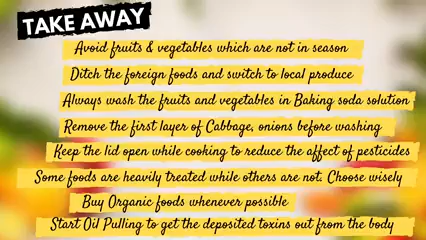 TAKE AWAY
Avoid fruits & vegetables which are not in season
Ditch the foreign foods and switch to local produce
Always wash the fruits and vegetables in Baking soda solution
Remove the first layer of Cabbage, onions before washing
Keep the lid open while cooking to reduce the affect of pesticides
Some foods are heavily treated while others are not. Choose wisely
Buy Organic foods whenever possible
Start Oil Pulling to get the deposited toxins out from the body